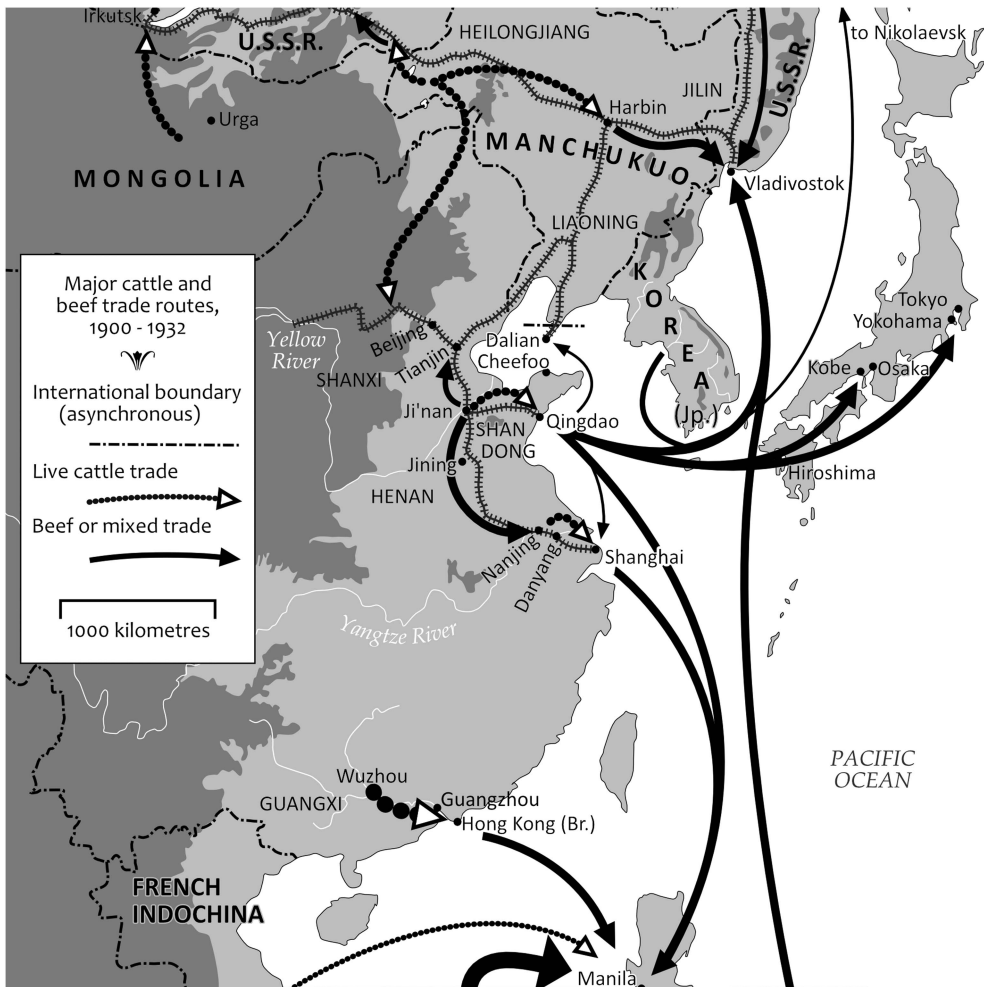 Irkutsk
U.S.S.R.
HEILONGJIANG
to Nikolaevsk
U.S.S.R.
JILIN
Urga
Harbin
MANCHUKUO
MONGOLIA
Vladivostok
LIAONING
Major cattle and
beef trade routes,
1900 - 1932
International boundary
(asynchronous)
Live cattle trade
Beef or mixed trade
1000 kilometres
KOREA
(Jp.)
Tokyo
Yokohama
Kobe
Osaka
Hiroshima
Yellow
River
Beijing
Tianjin
Dalian
Cheefoo
SHANXI
Ji'nan
Qingdao
SHAN
DONG
Jining
HENAN
Nanjing
Danyang
Shanghai
Yangtze River
PACIFIC
OCEAN
Wuzhou
GUANGXI
Guangzhou
Hong Kong (Br.)
FRENCH
INDOCHINA
Manila